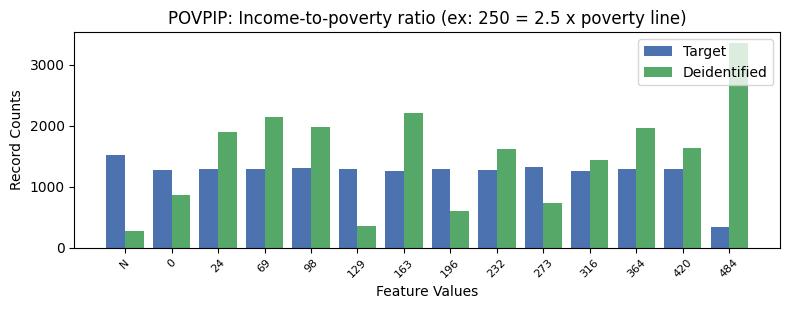 POVPIP: Income-to-poverty ratio (ex: 250 = 2.5 x poverty line)
Record Counts
3000
2000
1000
0
Target
Deidentified
N 0 24 69 98 129 163 196 232 273 316 364 420 484
Feature Values